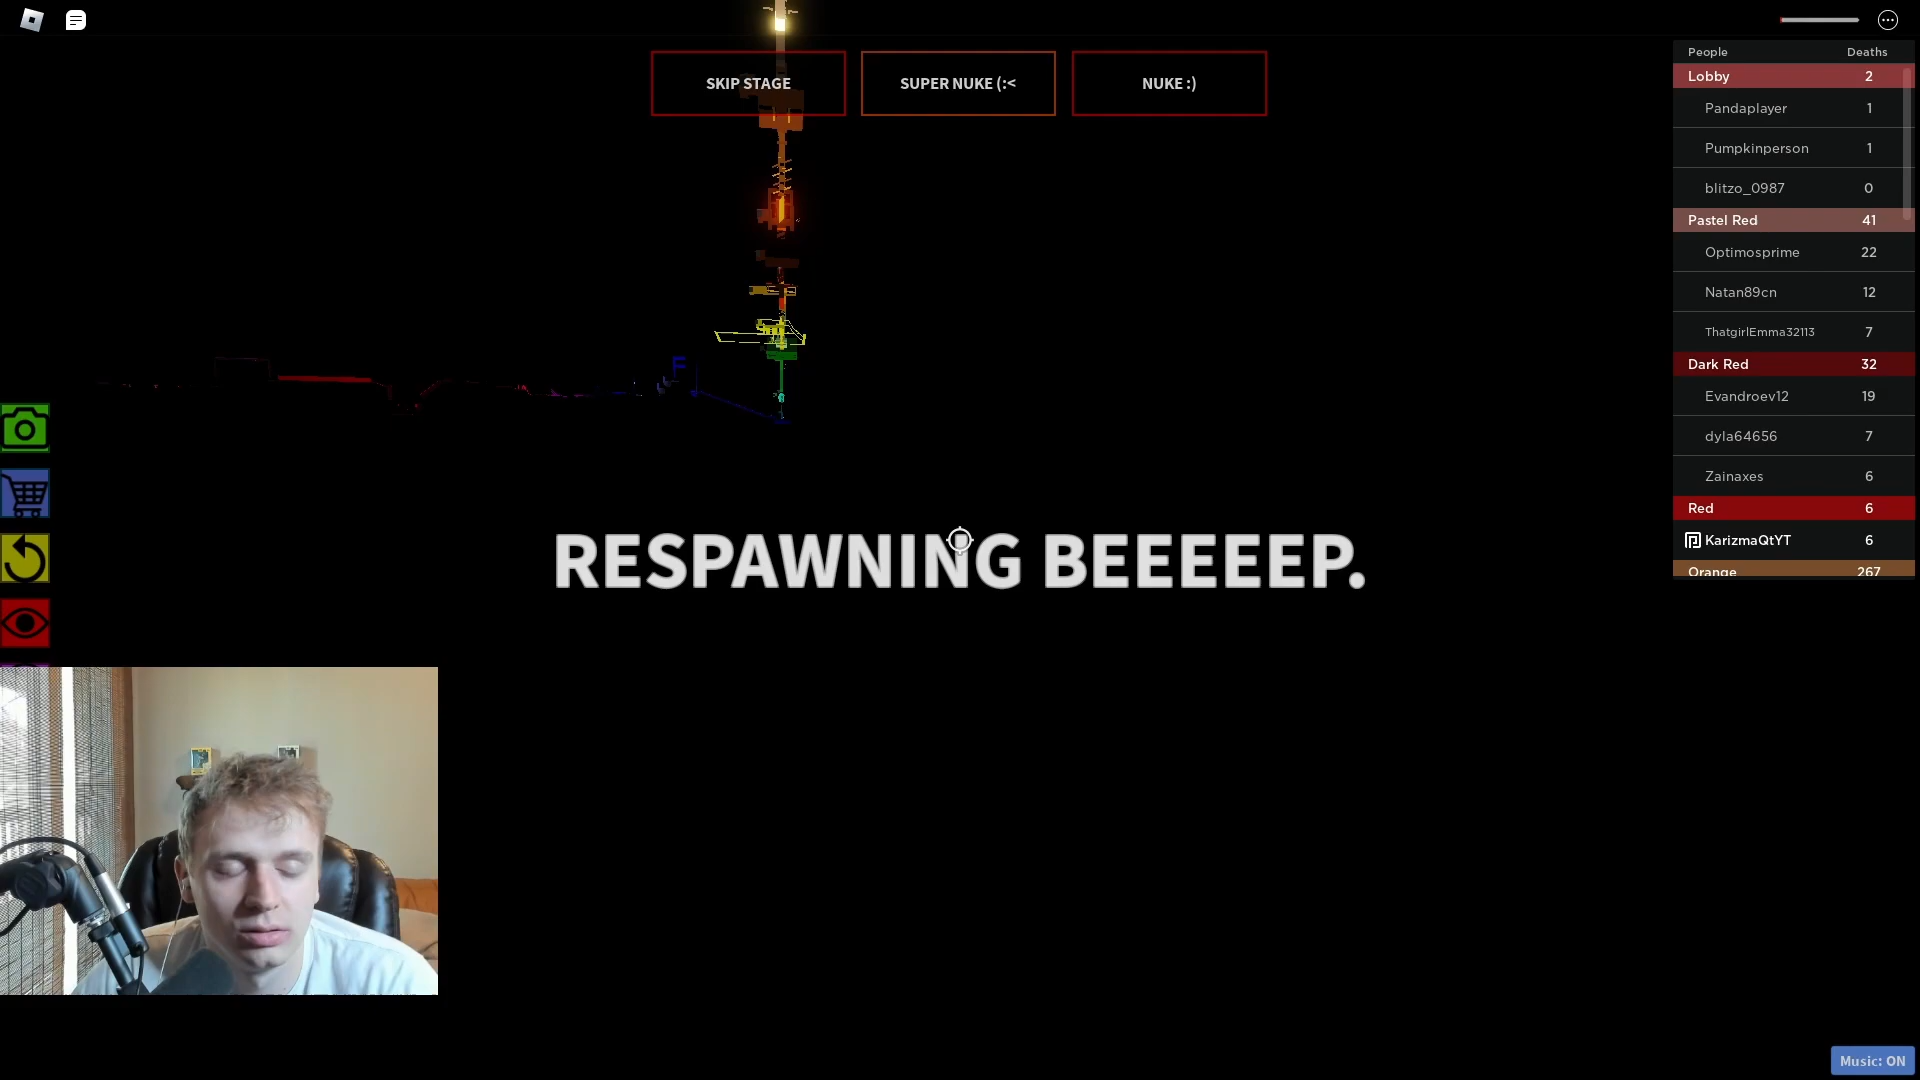 SKIP STAGE
SUPER NUKE (:<
NUKE :)
People Deaths
Lobby 2
Pandaplayer 1
Pumpkinperson 1
blitzo_0987 0
Pastel Red 41
Optimosprime 22
Natan89cn 12
ThatgirlEmma32113 7
Dark Red 32
Evandroev12 19
dyla64656 7
Zainaxes 6
Red 6
KarizmaQtYT 6
Orange 267
RESPAWNING BEEEEEP.
Music: ON